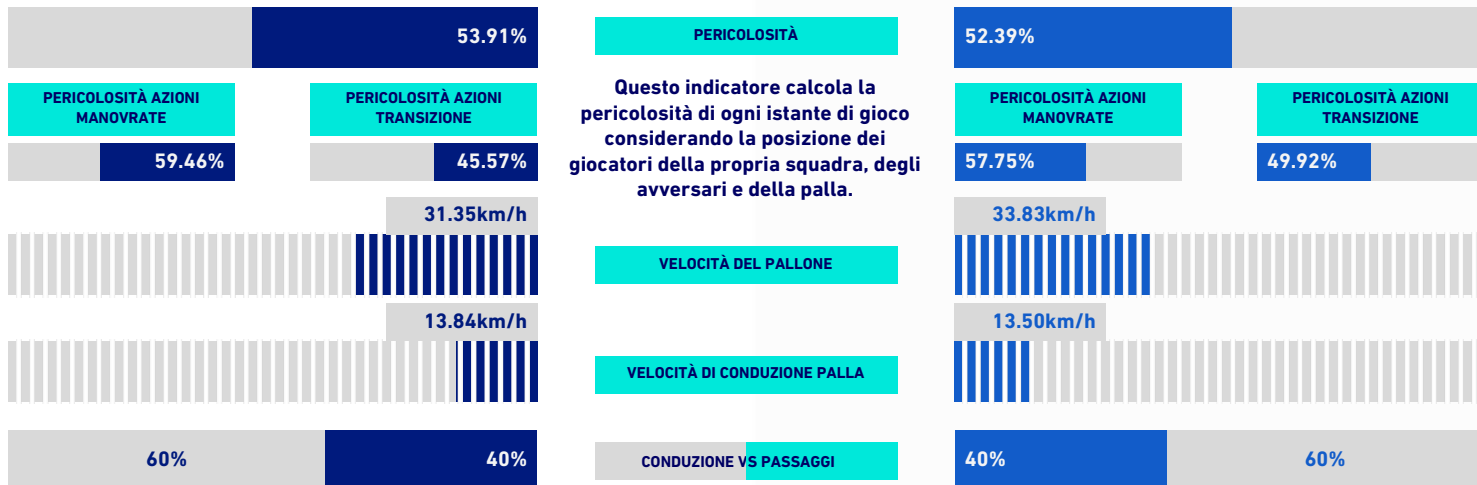 53.91%
PERICOLOSITÀ
52.39%
PERICOLOSITÀ AZIONI
MANOVRATE
PERICOLOSITÀ AZIONI
TRANSIZIONE
59.46%
45.57%
Questo indicatore calcola la
pericolosità di ogni istante di gioco
considerando la posizione dei
giocatori della propria squadra, degli
avversari e della palla.
PERICOLOSITÀ AZIONI
MANOVRATE
PERICOLOSITÀ AZIONI
TRANSIZIONE
57.75%
49.92%
31.35km/h
VELOCITÀ DEL PALLONE
33.83km/h
13.84km/h
VELOCITÀ DI CONDUZIONE PALLA
13.50km/h
60%
40%
CONDUZIONE VS PASSAGGI
40%
60%